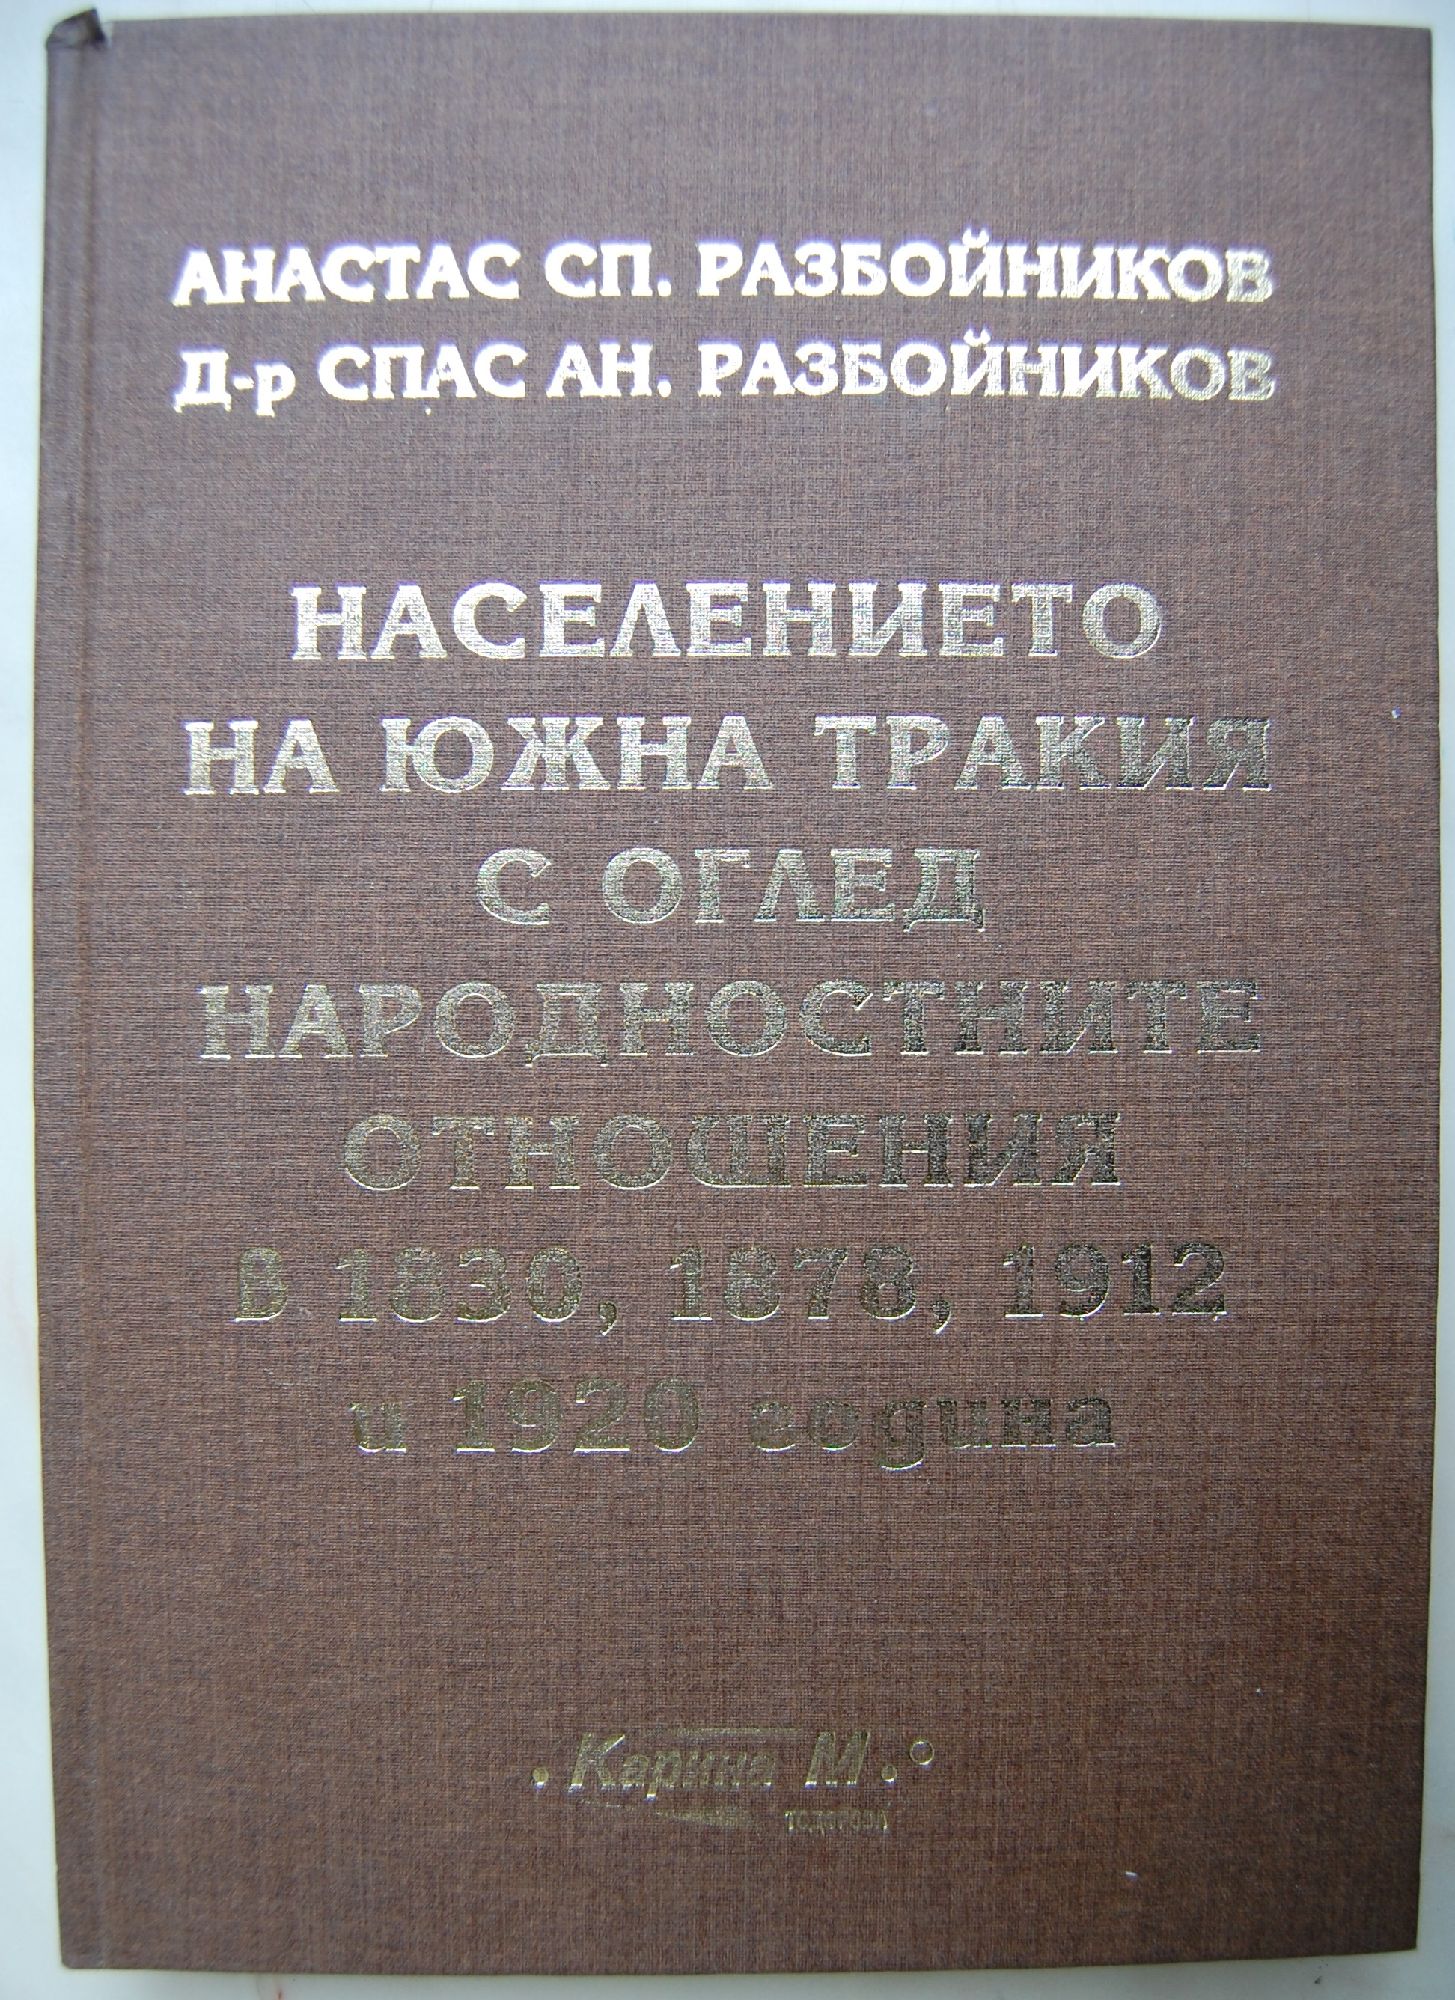 АНАСТАС СП. РАЗБОЙНИКОВ
Д-р СПАС АН. РАЗБОЙНИКОВ
НАСЕЛЕНИЕТО
НА ЮЖНА ТРАКИЯ
С ОГЛЕД
НАРОДНОСТНИТЕ
ОТНОШЕНИЯ
В 1830, 1878, 1912
и 1920 година
Карина М.